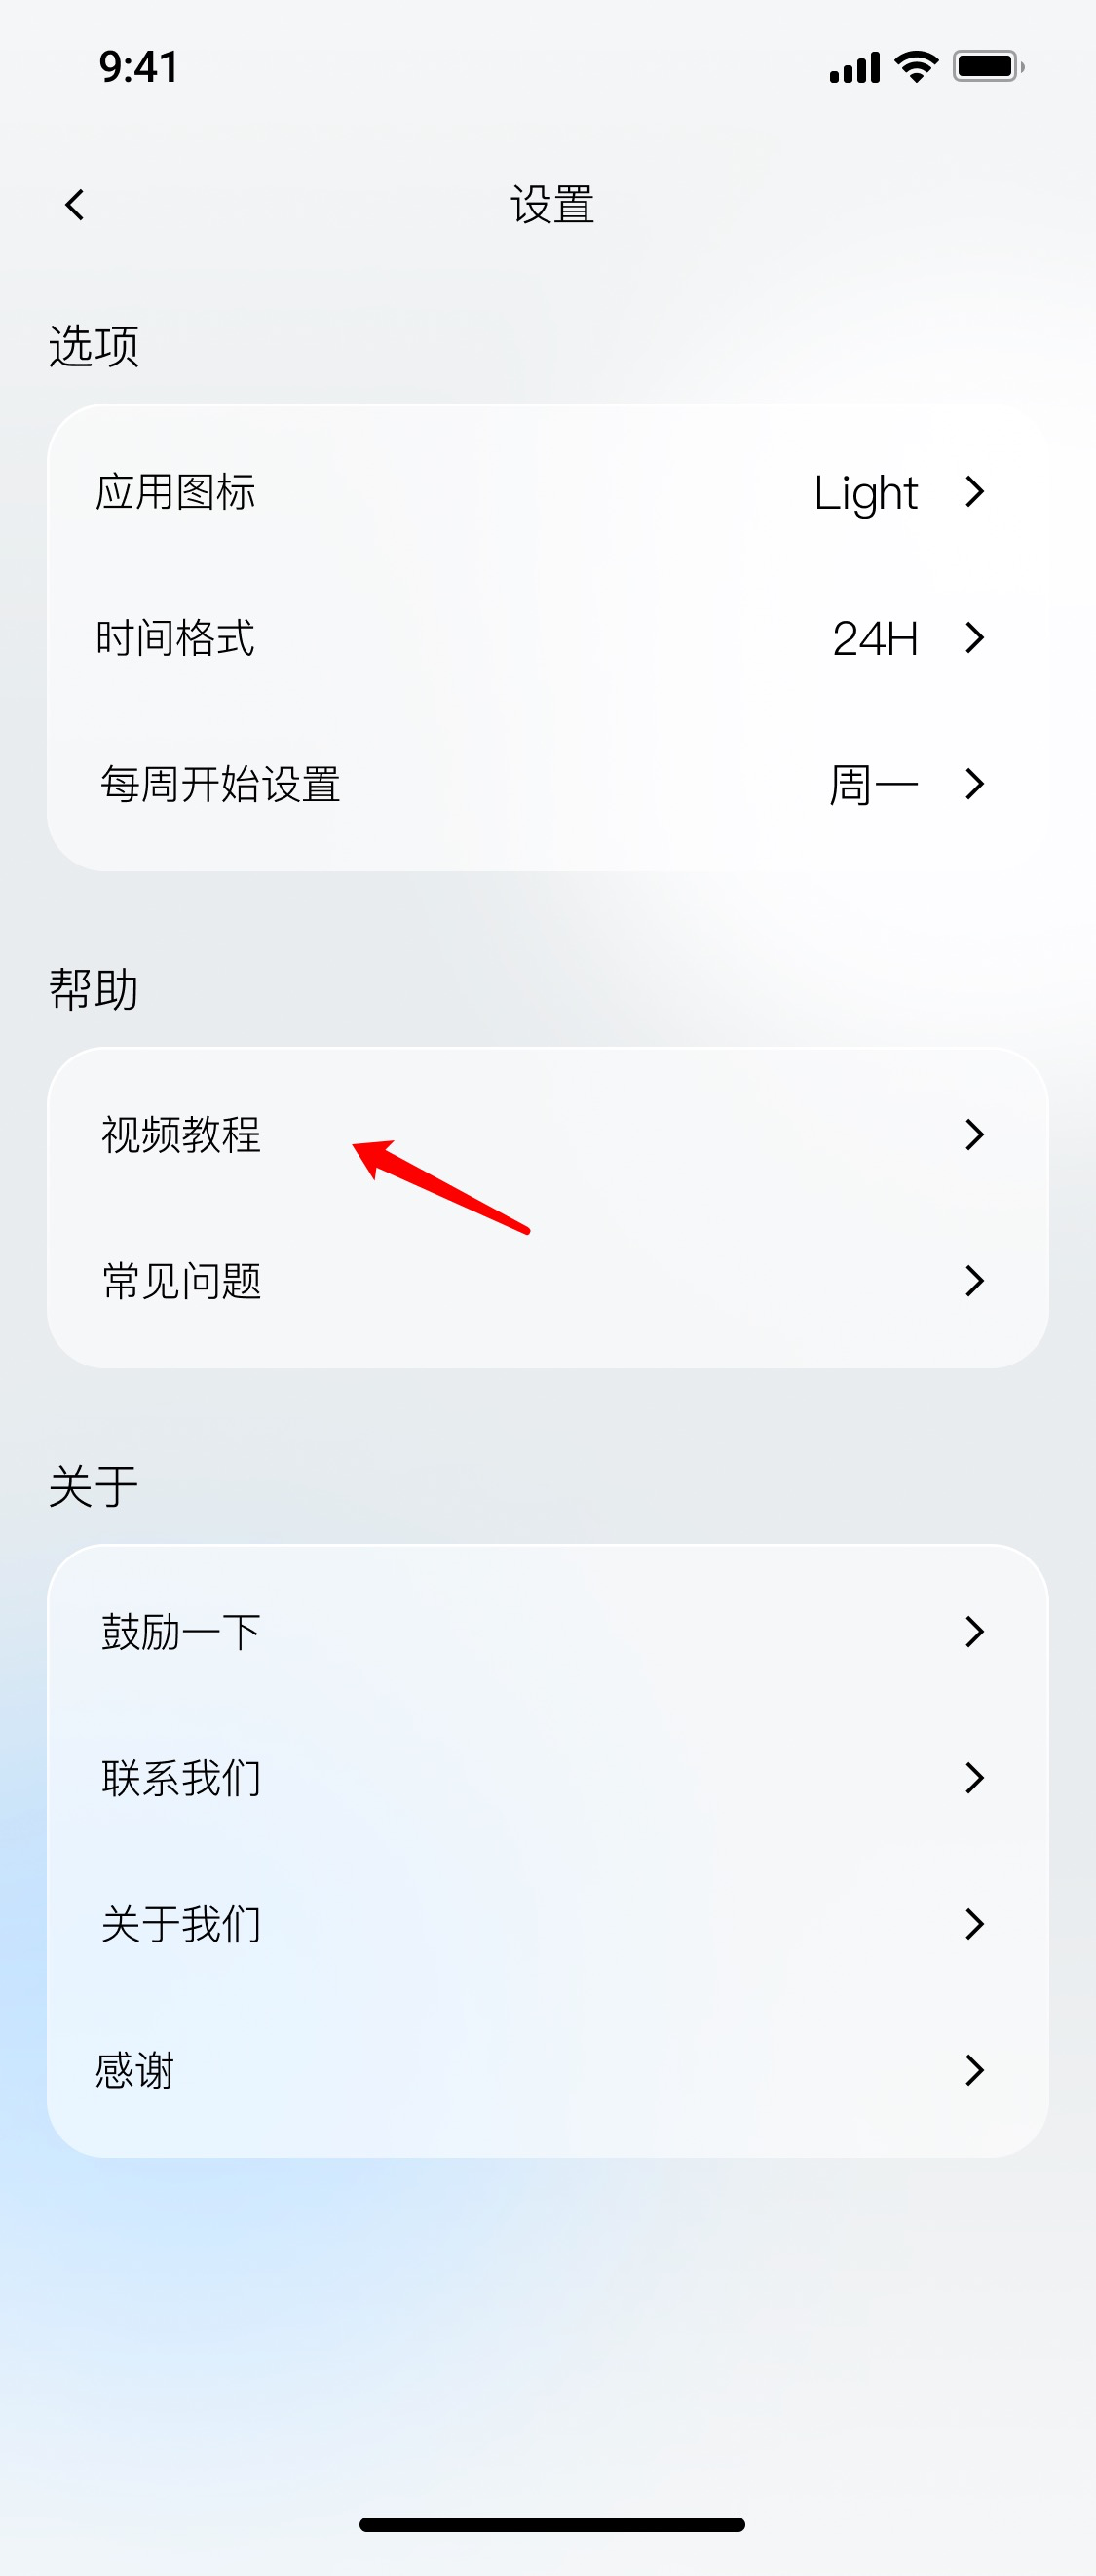 9:41
设置
选项
应用图标 Light
时间格式 24H
每周开始设置 周一
帮助
视频教程
常见问题
关于
鼓励一下
联系我们
关于我们
感谢